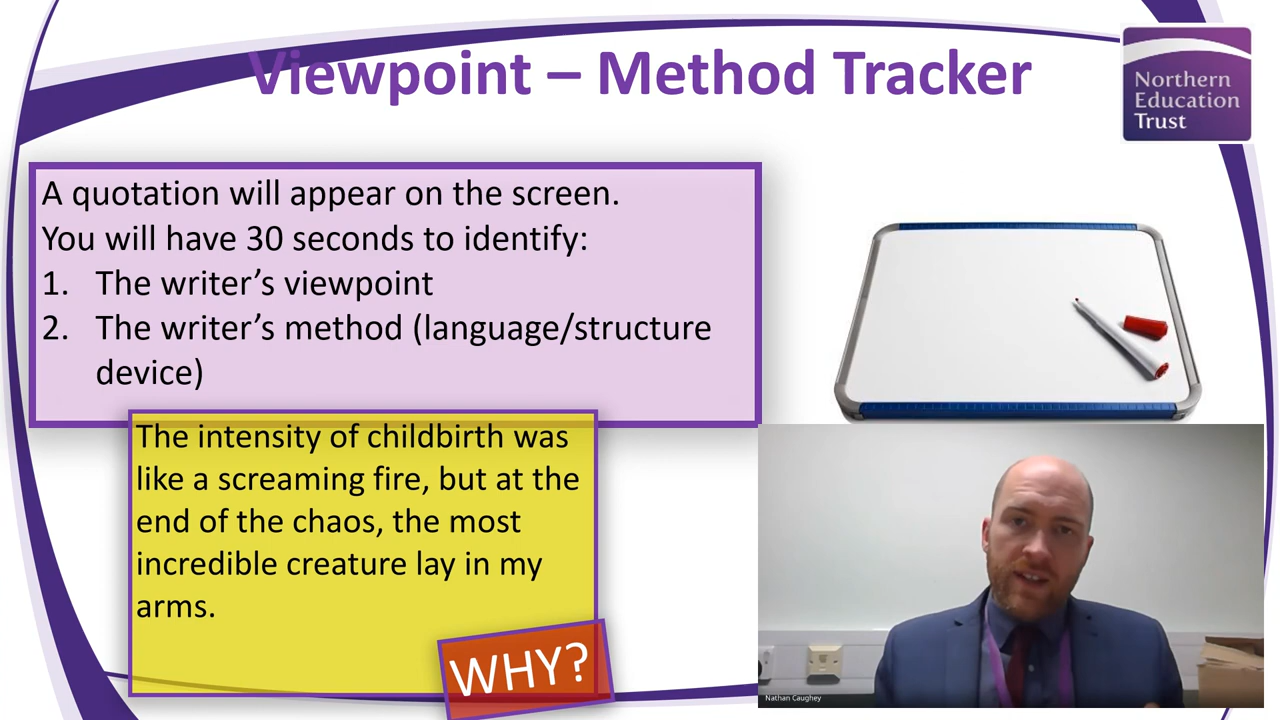 Viewpoint – Method Tracker
Northern
Education
Trust
A quotation will appear on the screen.
You will have 30 seconds to identify:
1. The writer’s viewpoint
2. The writer’s method (language/structure
device)
The intensity of childbirth was
like a screaming fire, but at the
end of the chaos, the most
incredible creature lay in my
arms.
WHY?
Nathan Caughey